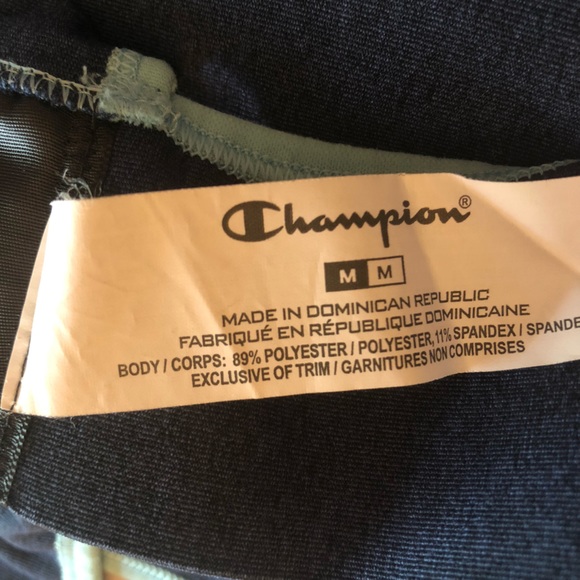 Champion®
M M
MADE IN DOMINICAN REPUBLIC
FABRIQUÉ EN RÉPUBLIQUE DOMINICAINE
BODY / CORPS: 89% POLYESTER / POLYESTER, 11% SPANDEX / SPANDE
EXCLUSIVE OF TRIM / GARNITURES NON COMPRISES